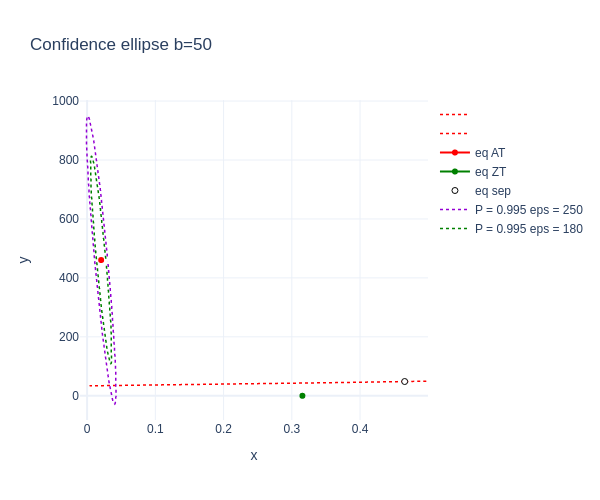 Confidence ellipse b=50
1000
800
600
400
200
0
y
0
0.1
0.2
0.3
0.4
x
eq AT
eq ZT
eq sep
P = 0.995 eps = 250
P = 0.995 eps = 180